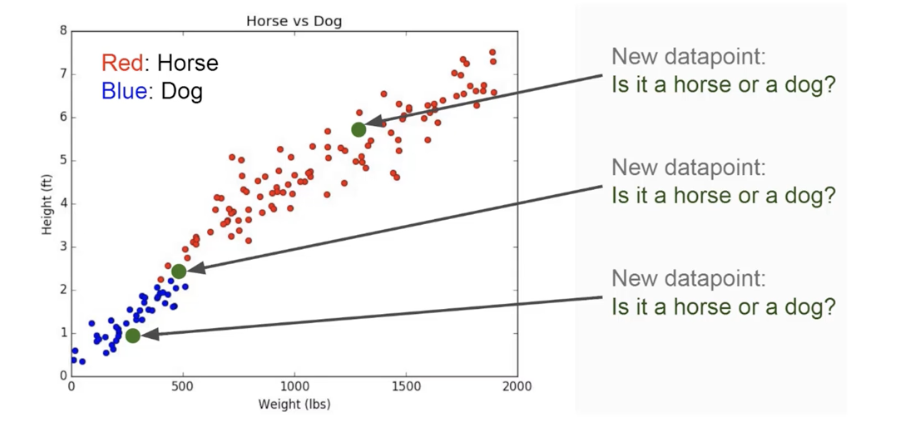 Horse vs Dog
Red: Horse
Blue: Dog
8
7
6
5
4
3
2
1
0
Height (ft)
0 500 1000 1500 2000
Weight (lbs)
New datapoint:
Is it a horse or a dog?
New datapoint:
Is it a horse or a dog?
New datapoint:
Is it a horse or a dog?